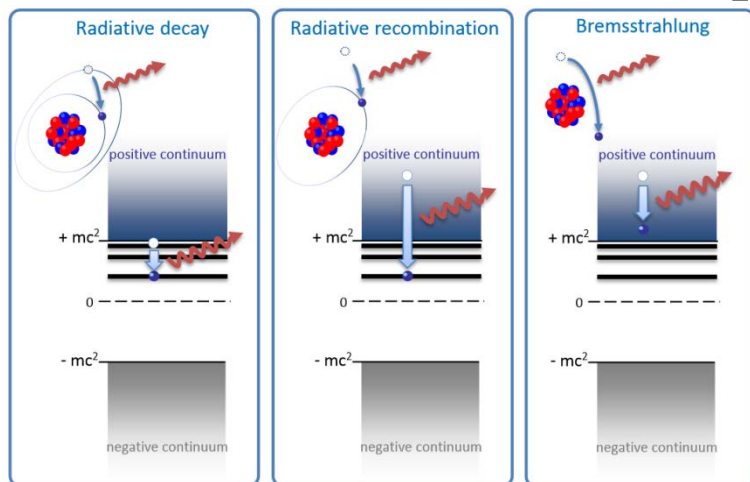 Radiative decay
positive continuum
+ mc²
0
- mc²
negative continuum
Radiative recombination
positive continuum
+ mc²
0
- mc²
negative continuum
Bremsstrahlung
positive continuum
+ mc²
0
- mc²
negative continuum